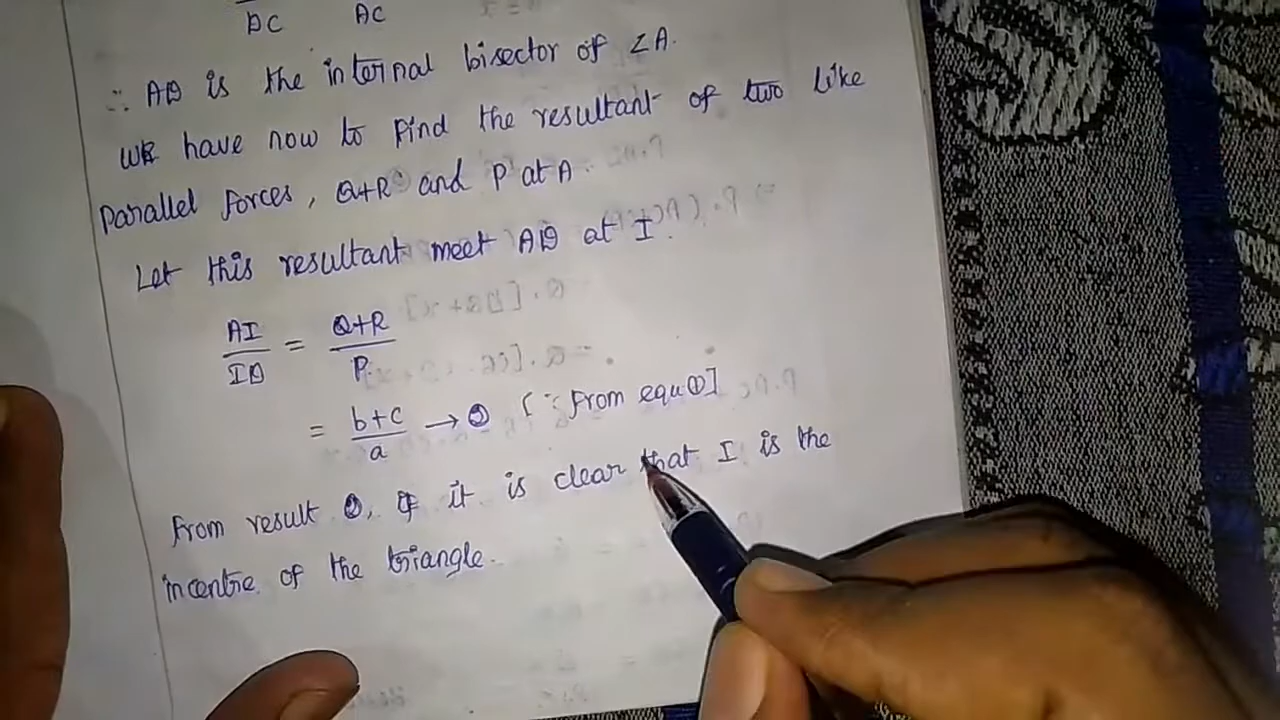 DC AC
∴ AD is the internal bisector of ∠A.
We have now to find the resultant of two like
parallel forces, Q+R and P at A.
Let this resultant meet AD at I.
AI/ID = Q+R/P.
= b+c/a → ② [∵ from equ①]
From result ②, it is clear that I is the
incentre of the triangle.